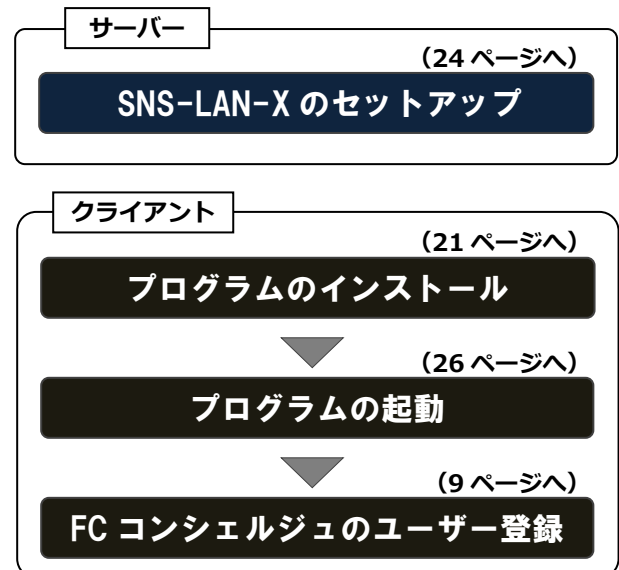 サーバー
(24 ページへ)
SNS-LAN-X のセットアップ
クライアント
(21 ページへ)
プログラムのインストール
(26 ページへ)
プログラムの起動
(9 ページへ)
FC コンシェルジュのユーザー登録